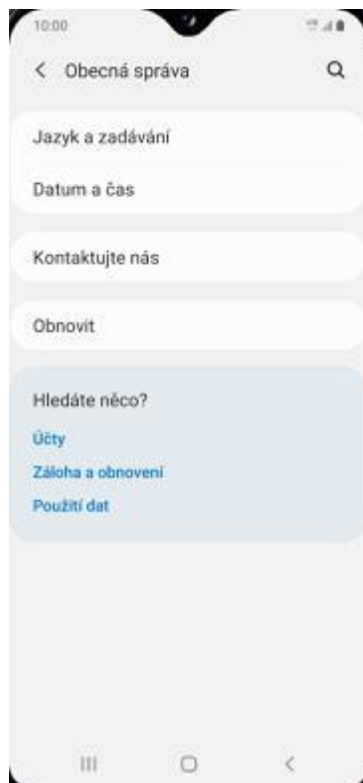 10:00
Obecná správa
Jazyk a zadávání
Datum a čas
Kontaktujte nás
Obnovit
Hledáte něco?
Účty
Záloha a obnovení
Použití dat